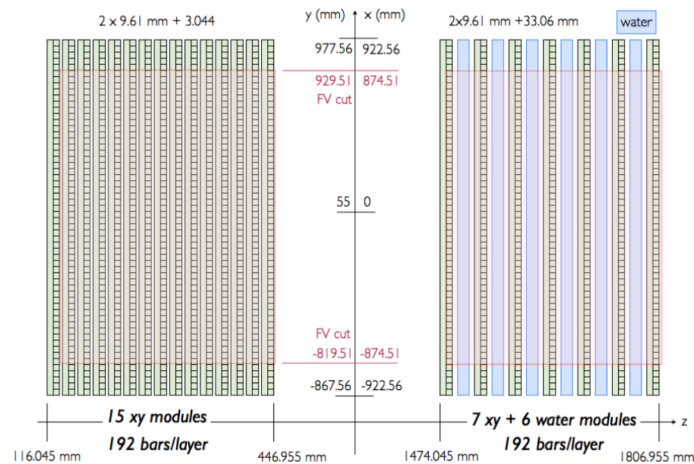 2 x 9.61 mm + 3.044
y (mm) x (mm)
2x9.61 mm +33.06 mm
water
977.56 922.56
929.51 874.51
FV cut
55 0
FV cut
-819.51 -874.51
-867.56 -922.56
15 xy modules
192 bars/layer
7 xy + 6 water modules
192 bars/layer
z
116.045 mm
446.955 mm
1474.045 mm
1806.955 mm